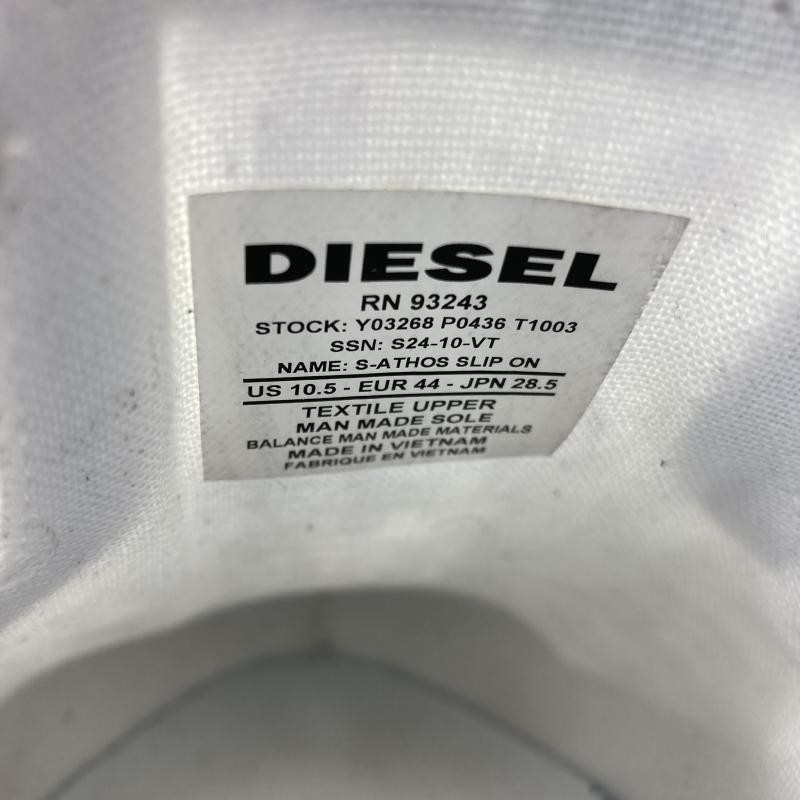 DIESEL
RN 93243
STOCK: Y03268 P0436 T1003
SSN: S24-10-VT
NAME: S-ATHOS SLIP ON
US 10.5 - EUR 44 - JPN 28.5
TEXTILE UPPER
MAN MADE SOLE
BALANCE MAN MADE MATERIALS
MADE IN VIETNAM
FABRIQUE EN VIETNAM